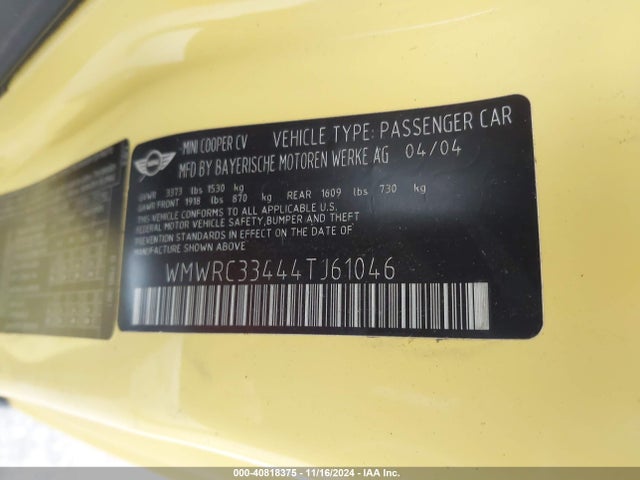 MINI COOPER CV VEHICLE TYPE: PASSENGER CAR
MFD BY BAYERISCHE MOTOREN WERKE AG 04/04
GVWR 3373 lbs 1530 kg
GAWR FRONT 1918 lbs 870 kg REAR 1609 lbs 730 kg
THIS VEHICLE CONFORMS TO ALL APPLICABLE U.S.
FEDERAL MOTOR VEHICLE SAFETY, BUMPER AND THEFT
PREVENTION STANDARDS IN EFFECT ON THE DATE OF
MANUFACTURE SHOWN ABOVE.
WMWRC33444TJ61046
000-40818375 - 11/16/2024 - IAA Inc.